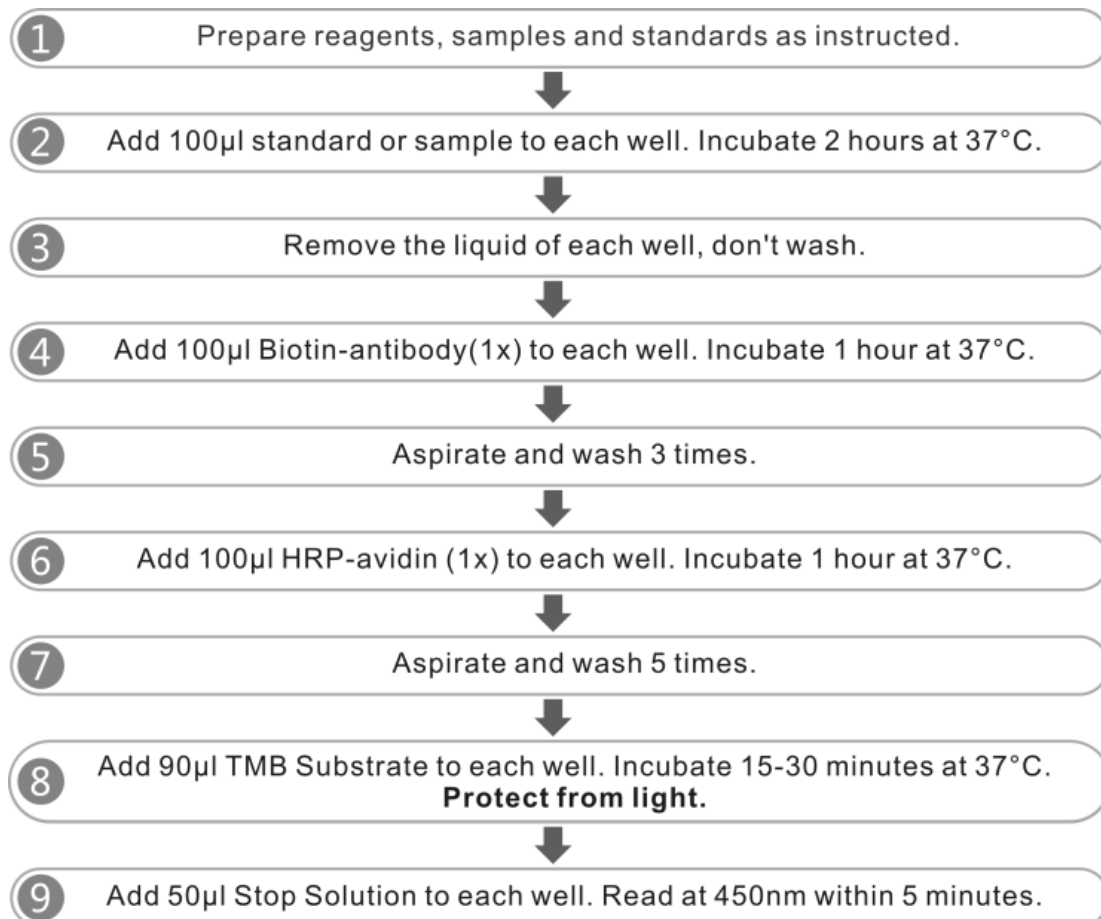 1 Prepare reagents, samples and standards as instructed.
2 Add 100µl standard or sample to each well. Incubate 2 hours at 37°C.
3 Remove the liquid of each well, don't wash.
4 Add 100µl Biotin-antibody(1x) to each well. Incubate 1 hour at 37°C.
5 Aspirate and wash 3 times.
6 Add 100µl HRP-avidin (1x) to each well. Incubate 1 hour at 37°C.
7 Aspirate and wash 5 times.
8 Add 90µl TMB Substrate to each well. Incubate 15-30 minutes at 37°C.
Protect from light.
9 Add 50µl Stop Solution to each well. Read at 450nm within 5 minutes.